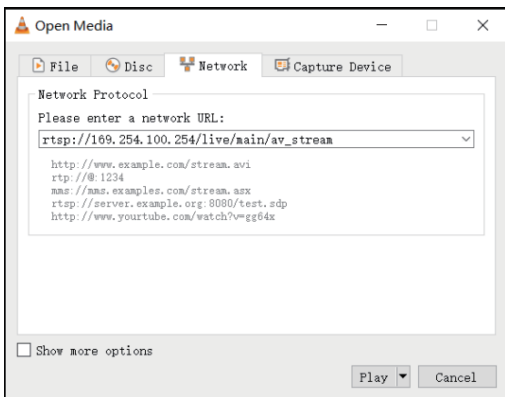 Open Media
File Disc Network Capture Device
Network Protocol
Please enter a network URL:
rtsp://169.254.100.254/live/main/av_stream
http://www.example.com/stream.avi
rtp://@:1234
mms://mms.examples.com/stream.asx
rtsp://server.example.org:8080/test.sdp
http://www.yourtube.com/watch?v=gg64x
Show more options
Play Cancel